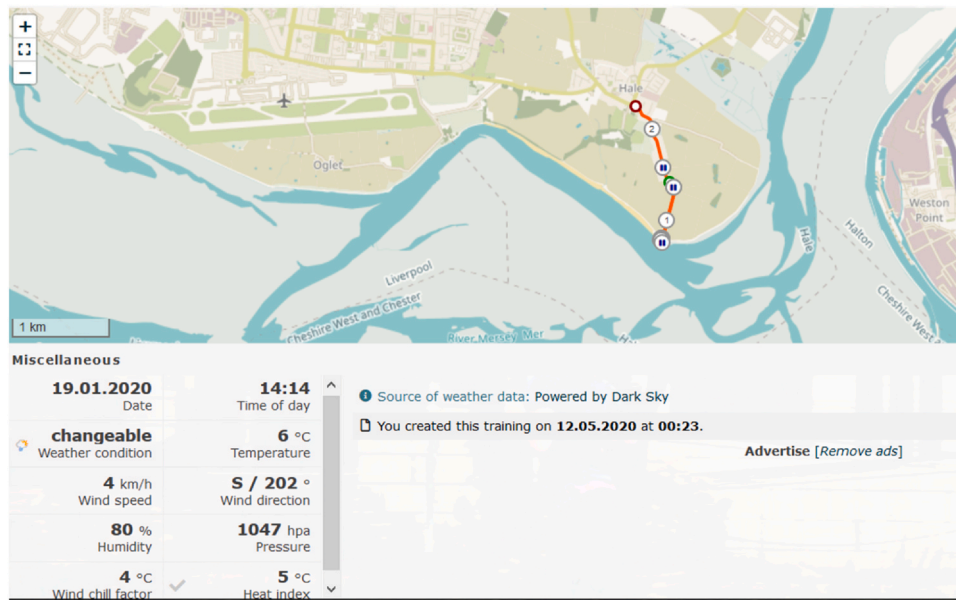 +
−
Hale
2
Oglet
1
Weston
Point
Hale
Halton
Liverpool
Cheshire West and Chester
Cheshire West
1 km
River Mersey Mer
Miscellaneous
19.01.2020
Date
14:14
Time of day
changeable
Weather condition
6 °C
Temperature
4 km/h
Wind speed
S / 202 °
Wind direction
80 %
Humidity
1047 hpa
Pressure
4 °C
Wind chill factor
5 °C
Heat index
Source of weather data: Powered by Dark Sky
You created this training on 12.05.2020 at 00:23.
Advertise [Remove ads]